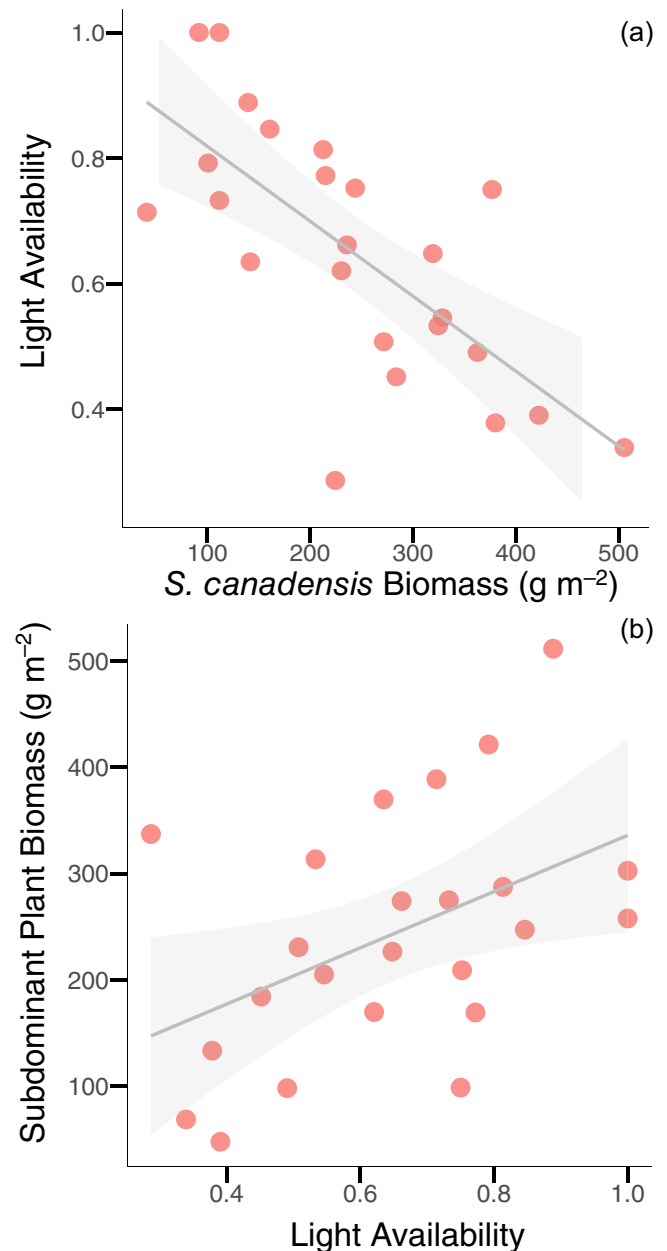 (a)
Light Availability
1.0
0.8
0.6
0.4
100 200 300 400 500
S. canadensis Biomass (g m⁻²)
(b)
Subdominant Plant Biomass (g m⁻²)
500
400
300
200
100
0.4 0.6 0.8 1.0
Light Availability